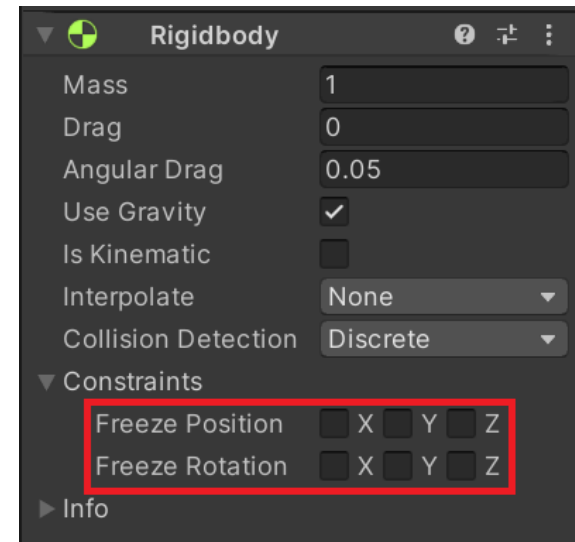 Rigidbody
Mass 1
Drag 0
Angular Drag 0.05
Use Gravity
Is Kinematic
Interpolate None
Collision Detection Discrete
Constraints
Freeze Position X Y Z
Freeze Rotation X Y Z
Info